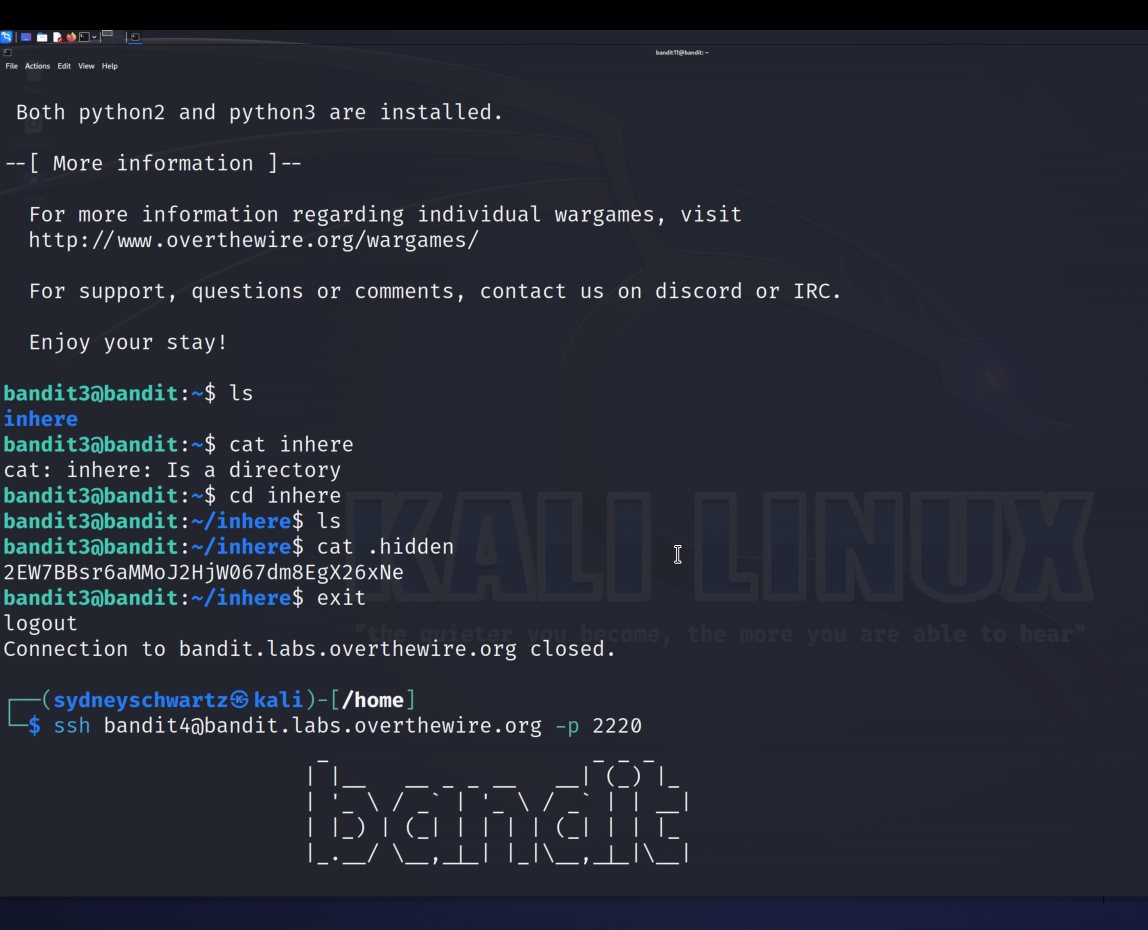 bandit11@bandit: ~
File Actions Edit View Help
Both python2 and python3 are installed.
--[ More information ]--
For more information regarding individual wargames, visit
http://www.overthewire.org/wargames/
For support, questions or comments, contact us on discord or IRC.
Enjoy your stay!
bandit3@bandit:~$ ls
inhere
bandit3@bandit:~$ cat inhere
cat: inhere: Is a directory
bandit3@bandit:~$ cd inhere
bandit3@bandit:~/inhere$ ls
bandit3@bandit:~/inhere$ cat .hidden
2EW7BBsr6aMMoJ2HjW067dm8EgX26xNe
bandit3@bandit:~/inhere$ exit
logout
Connection to bandit.labs.overthewire.org closed.
┌──(sydneyschwartz㉿kali)-[/home]
└─$ ssh bandit4@bandit.labs.overthewire.org -p 2220
bandit
KALI LINUX
"the quieter you become, the more you are able to hear"